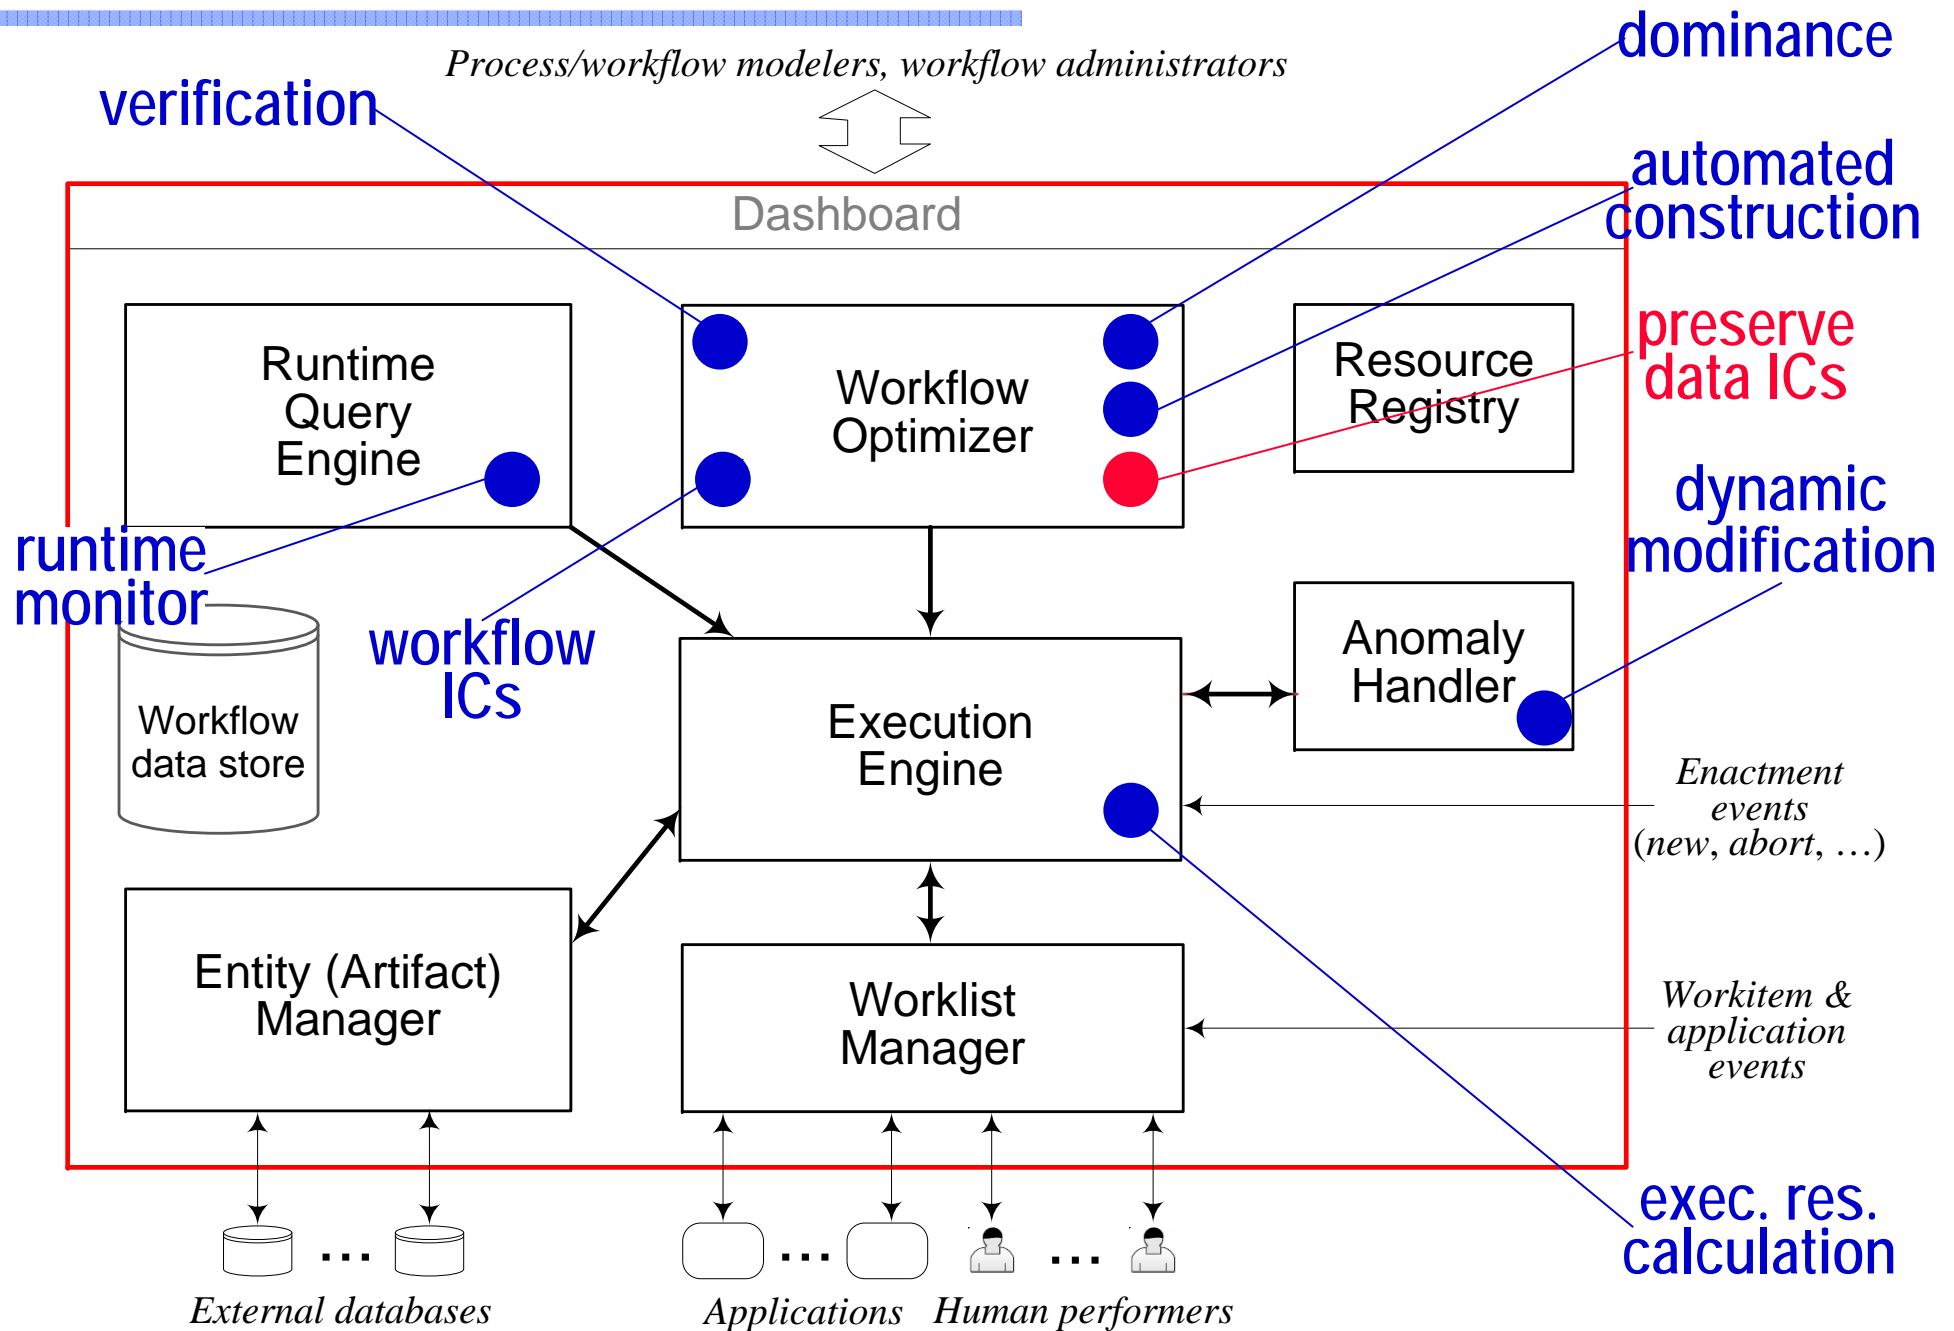 dominance
Process/workflow modelers, workflow administrators
verification
automated
construction
Dashboard
preserve
data ICs
Runtime
Query
Engine
Workflow
Optimizer
Resource
Registry
dynamic
modification
runtime
monitor
workflow
ICs
Anomaly
Handler
Workflow
data store
Execution
Engine
Enactment
events
(new, abort, …)
Entity (Artifact)
Manager
Worklist
Manager
Workitem &
application
events
exec. res.
calculation
... ... ...
External databases
Applications
Human performers